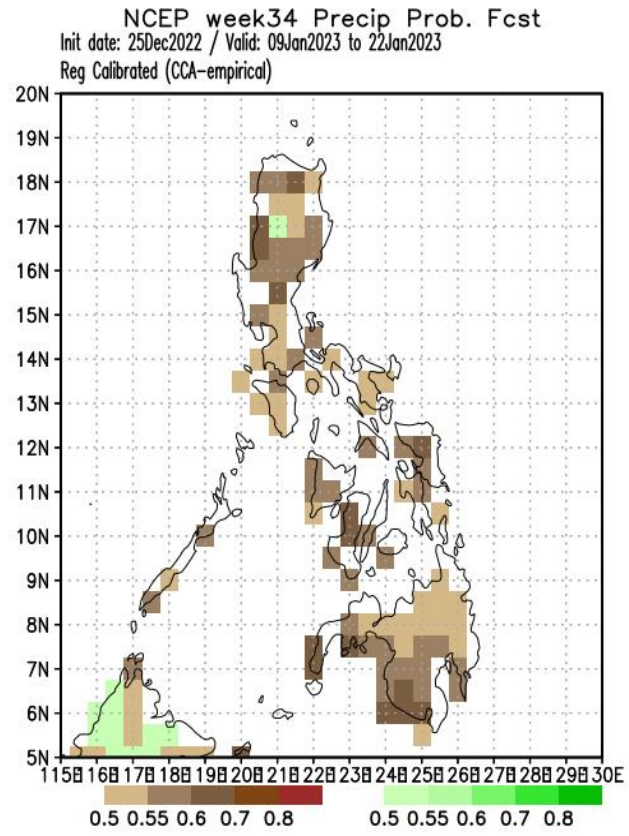 NCEP week34 Precip Prob. Fcst
Init date: 25Dec2022 / Valid: 09Jan2023 to 22Jan2023
Reg Calibrated (CCA-empirical)
20N
19N
18N
17N
16N
15N
14N
13N
12N
11N
10N
9N
8N
7N
6N
5N
115E 116E 117E 118E 119E 120E 121E 122E 123E 124E 125E 126E 127E 128E 129E 130E
0.5 0.55 0.6 0.7 0.8 0.5 0.55 0.6 0.7 0.8